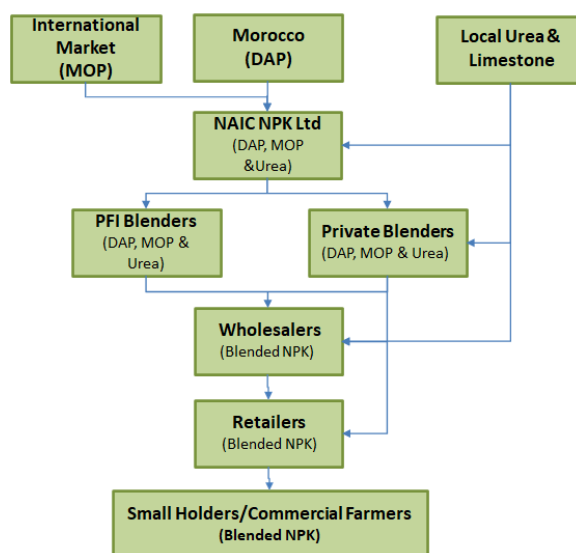 International
Market
(MOP)
Morocco
(DAP)
Local Urea &
Limestone
NAIC NPK Ltd
(DAP, MOP
&Urea)
PFI Blenders
(DAP, MOP &
Urea)
Private Blenders
(DAP, MOP & Urea)
Wholesalers
(Blended NPK)
Retailers
(Blended NPK)
Small Holders/Commercial Farmers
(Blended NPK)